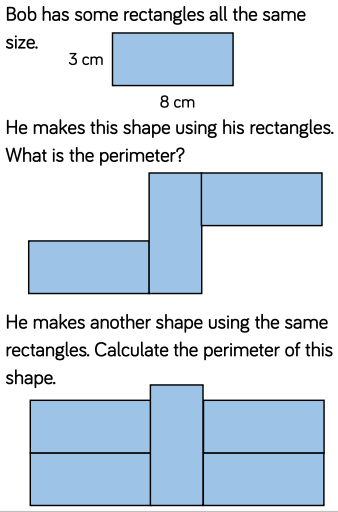 Bob has some rectangles all the same
size.
3 cm
8 cm
He makes this shape using his rectangles.
What is the perimeter?
He makes another shape using the same
rectangles. Calculate the perimeter of this
shape.